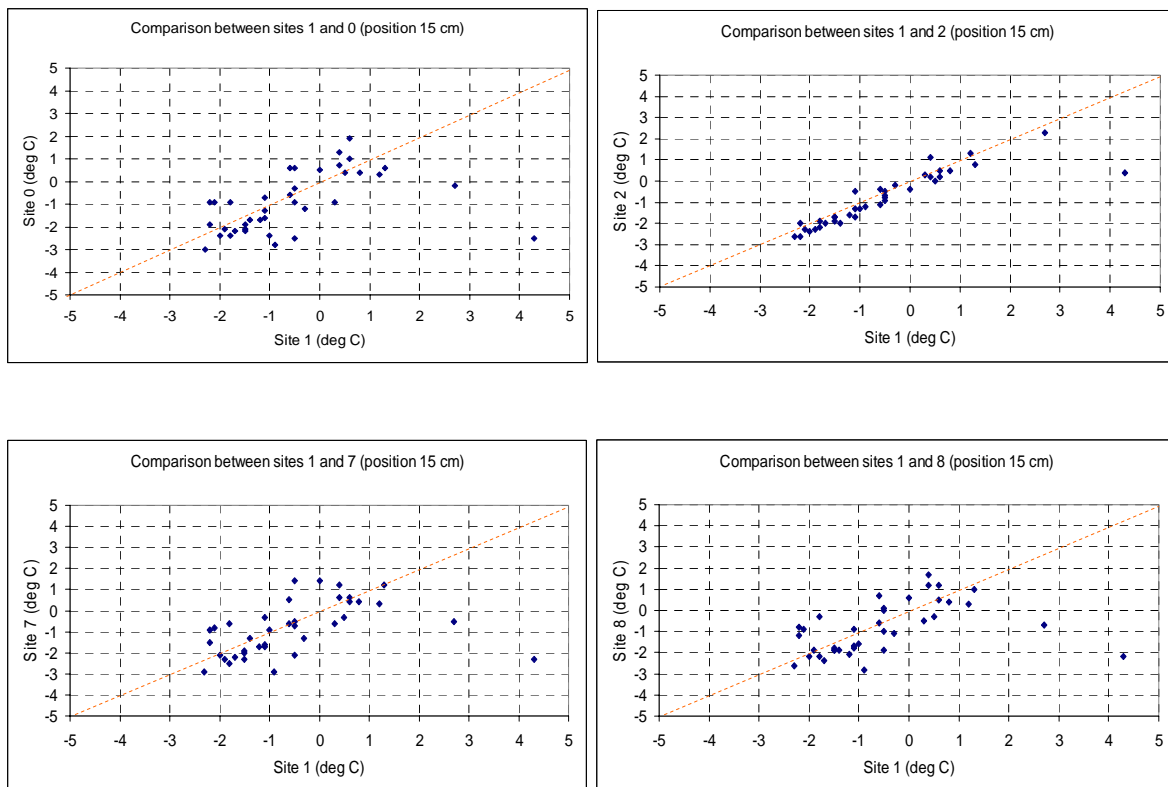 Comparison between sites 1 and 0 (position 15 cm)
5
4
3
2
1
0
-1
-2
-3
-4
-5
Site 0 (deg C)
-5 -4 -3 -2 -1 0 1 2 3 4 5
Site 1 (deg C)
Comparison between sites 1 and 2 (position 15 cm)
5
4
3
2
1
0
-1
-2
-3
-4
-5
Site 2 (deg C)
-5 -4 -3 -2 -1 0 1 2 3 4 5
Site 1 (deg C)
Comparison between sites 1 and 7 (position 15 cm)
5
4
3
2
1
0
-1
-2
-3
-4
-5
Site 7 (deg C)
-5 -4 -3 -2 -1 0 1 2 3 4 5
Site 1 (deg C)
Comparison between sites 1 and 8 (position 15 cm)
5
4
3
2
1
0
-1
-2
-3
-4
-5
Site 8 (deg C)
-5 -4 -3 -2 -1 0 1 2 3 4 5
Site 1 (deg C)